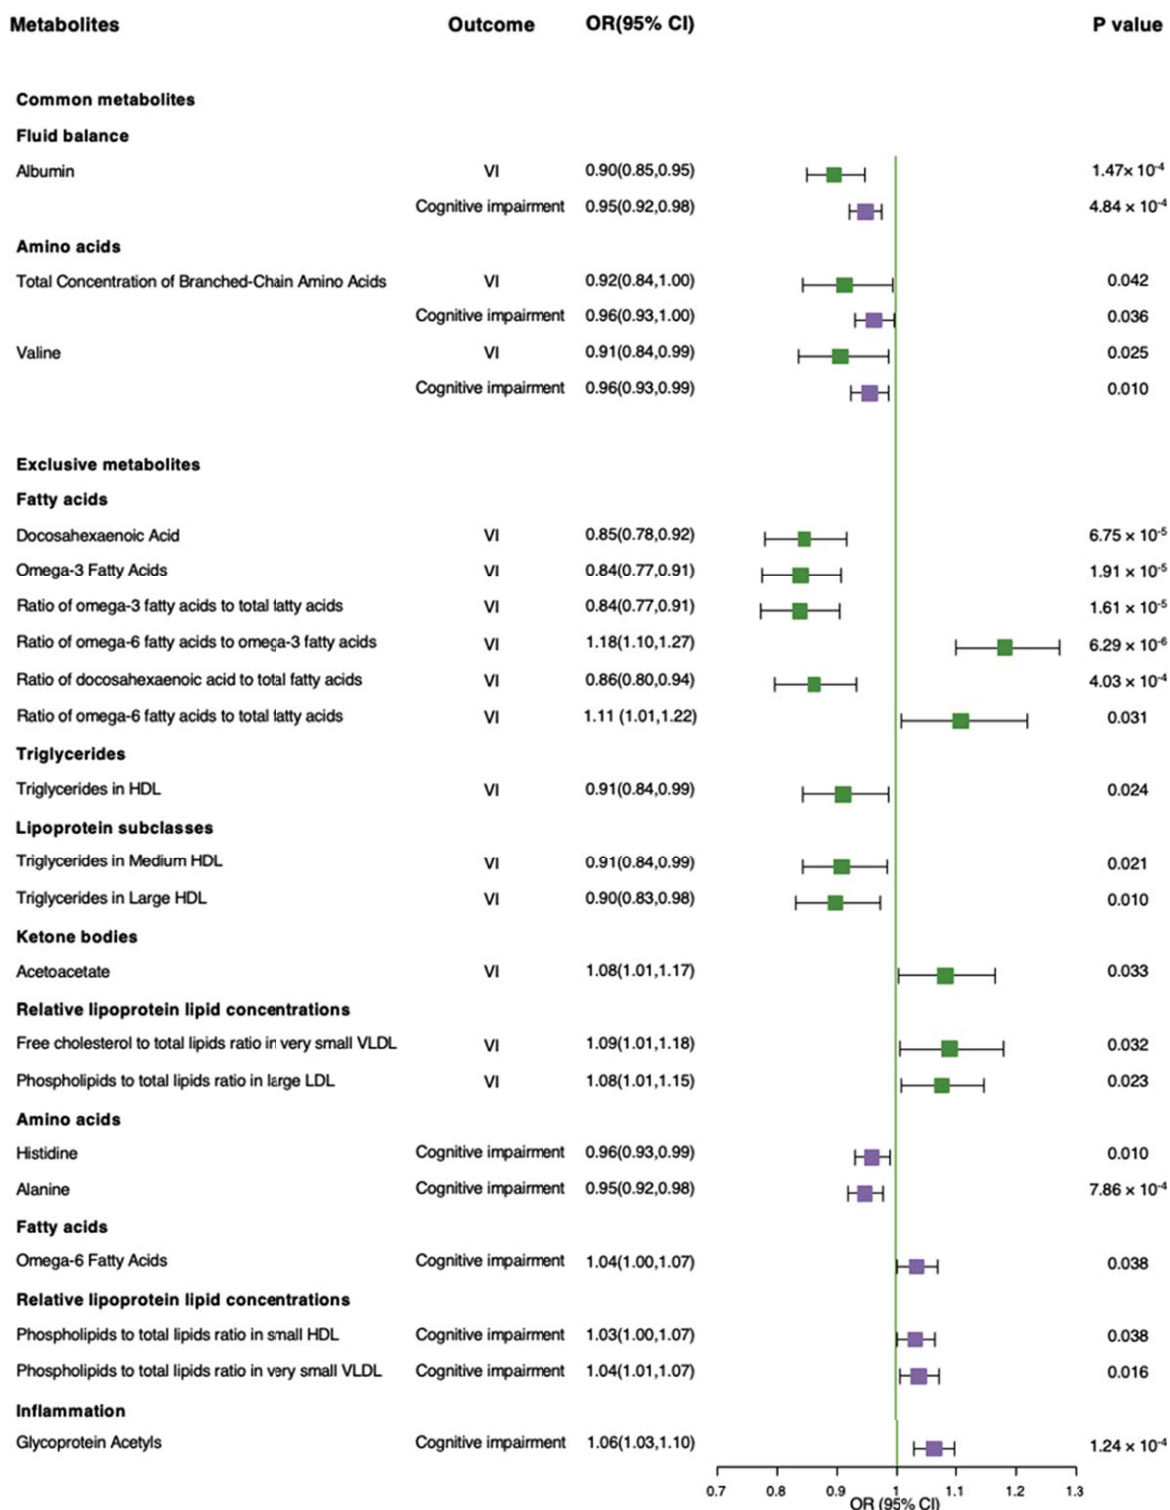 Metabolites Outcome OR(95% CI) P value
Common metabolites
Fluid balance
Albumin VI 0.90(0.85,0.95) 1.47× 10⁻⁴
Cognitive impairment 0.95(0.92,0.98) 4.84 × 10⁻⁴
Amino acids
Total Concentration of Branched-Chain Amino Acids VI 0.92(0.84,1.00) 0.042
Cognitive impairment 0.96(0.93,1.00) 0.036
Valine VI 0.91(0.84,0.99) 0.025
Cognitive impairment 0.96(0.93,0.99) 0.010
Exclusive metabolites
Fatty acids
Docosahexaenoic Acid VI 0.85(0.78,0.92) 6.75 × 10⁻⁵
Omega-3 Fatty Acids VI 0.84(0.77,0.91) 1.91 × 10⁻⁵
Ratio of omega-3 fatty acids to total fatty acids VI 0.84(0.77,0.91) 1.61 × 10⁻⁵
Ratio of omega-6 fatty acids to omega-3 fatty acids VI 1.18(1.10,1.27) 6.29 × 10⁻⁶
Ratio of docosahexaenoic acid to total fatty acids VI 0.86(0.80,0.94) 4.03 × 10⁻⁴
Ratio of omega-6 fatty acids to total fatty acids VI 1.11 (1.01,1.22) 0.031
Triglycerides
Triglycerides in HDL VI 0.91(0.84,0.99) 0.024
Lipoprotein subclasses
Triglycerides in Medium HDL VI 0.91(0.84,0.99) 0.021
Triglycerides in Large HDL VI 0.90(0.83,0.98) 0.010
Ketone bodies
Acetoacetate VI 1.08(1.01,1.17) 0.033
Relative lipoprotein lipid concentrations
Free cholesterol to total lipids ratio in very small VLDL VI 1.09(1.01,1.18) 0.032
Phospholipids to total lipids ratio in large LDL VI 1.08(1.01,1.15) 0.023
Amino acids
Histidine Cognitive impairment 0.96(0.93,0.99) 0.010
Alanine Cognitive impairment 0.95(0.92,0.98) 7.86 × 10⁻⁴
Fatty acids
Omega-6 Fatty Acids Cognitive impairment 1.04(1.00,1.07) 0.038
Relative lipoprotein lipid concentrations
Phospholipids to total lipids ratio in small HDL Cognitive impairment 1.03(1.00,1.07) 0.038
Phospholipids to total lipids ratio in very small VLDL Cognitive impairment 1.04(1.01,1.07) 0.016
Inflammation
Glycoprotein Acetyls Cognitive impairment 1.06(1.03,1.10) 1.24 × 10⁻⁴
0.7 0.8 0.9 1 1.1 1.2 1.3
OR (95% CI)